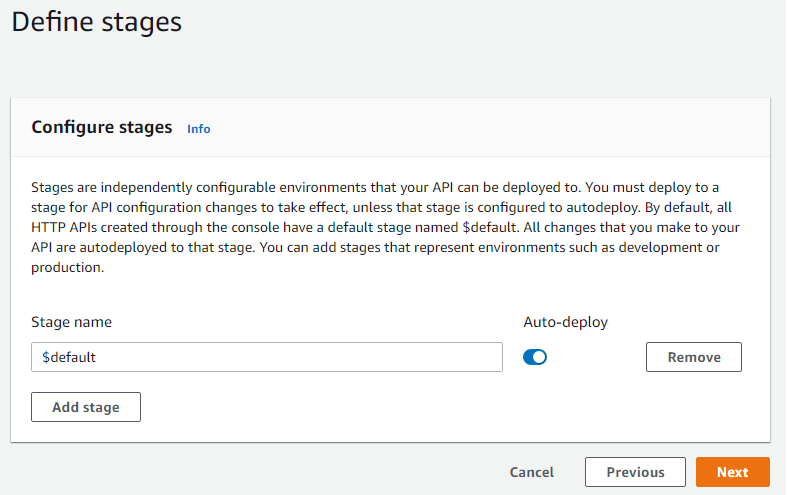 Define stages
Configure stages Info
Stages are independently configurable environments that your API can be deployed to. You must deploy to a
stage for API configuration changes to take effect, unless that stage is configured to autodeploy. By default, all
HTTP APIs created through the console have a default stage named $default. All changes that you make to your
API are autodeployed to that stage. You can add stages that represent environments such as development or
production.
Stage name Auto-deploy
$default Remove
Add stage
Cancel Previous Next